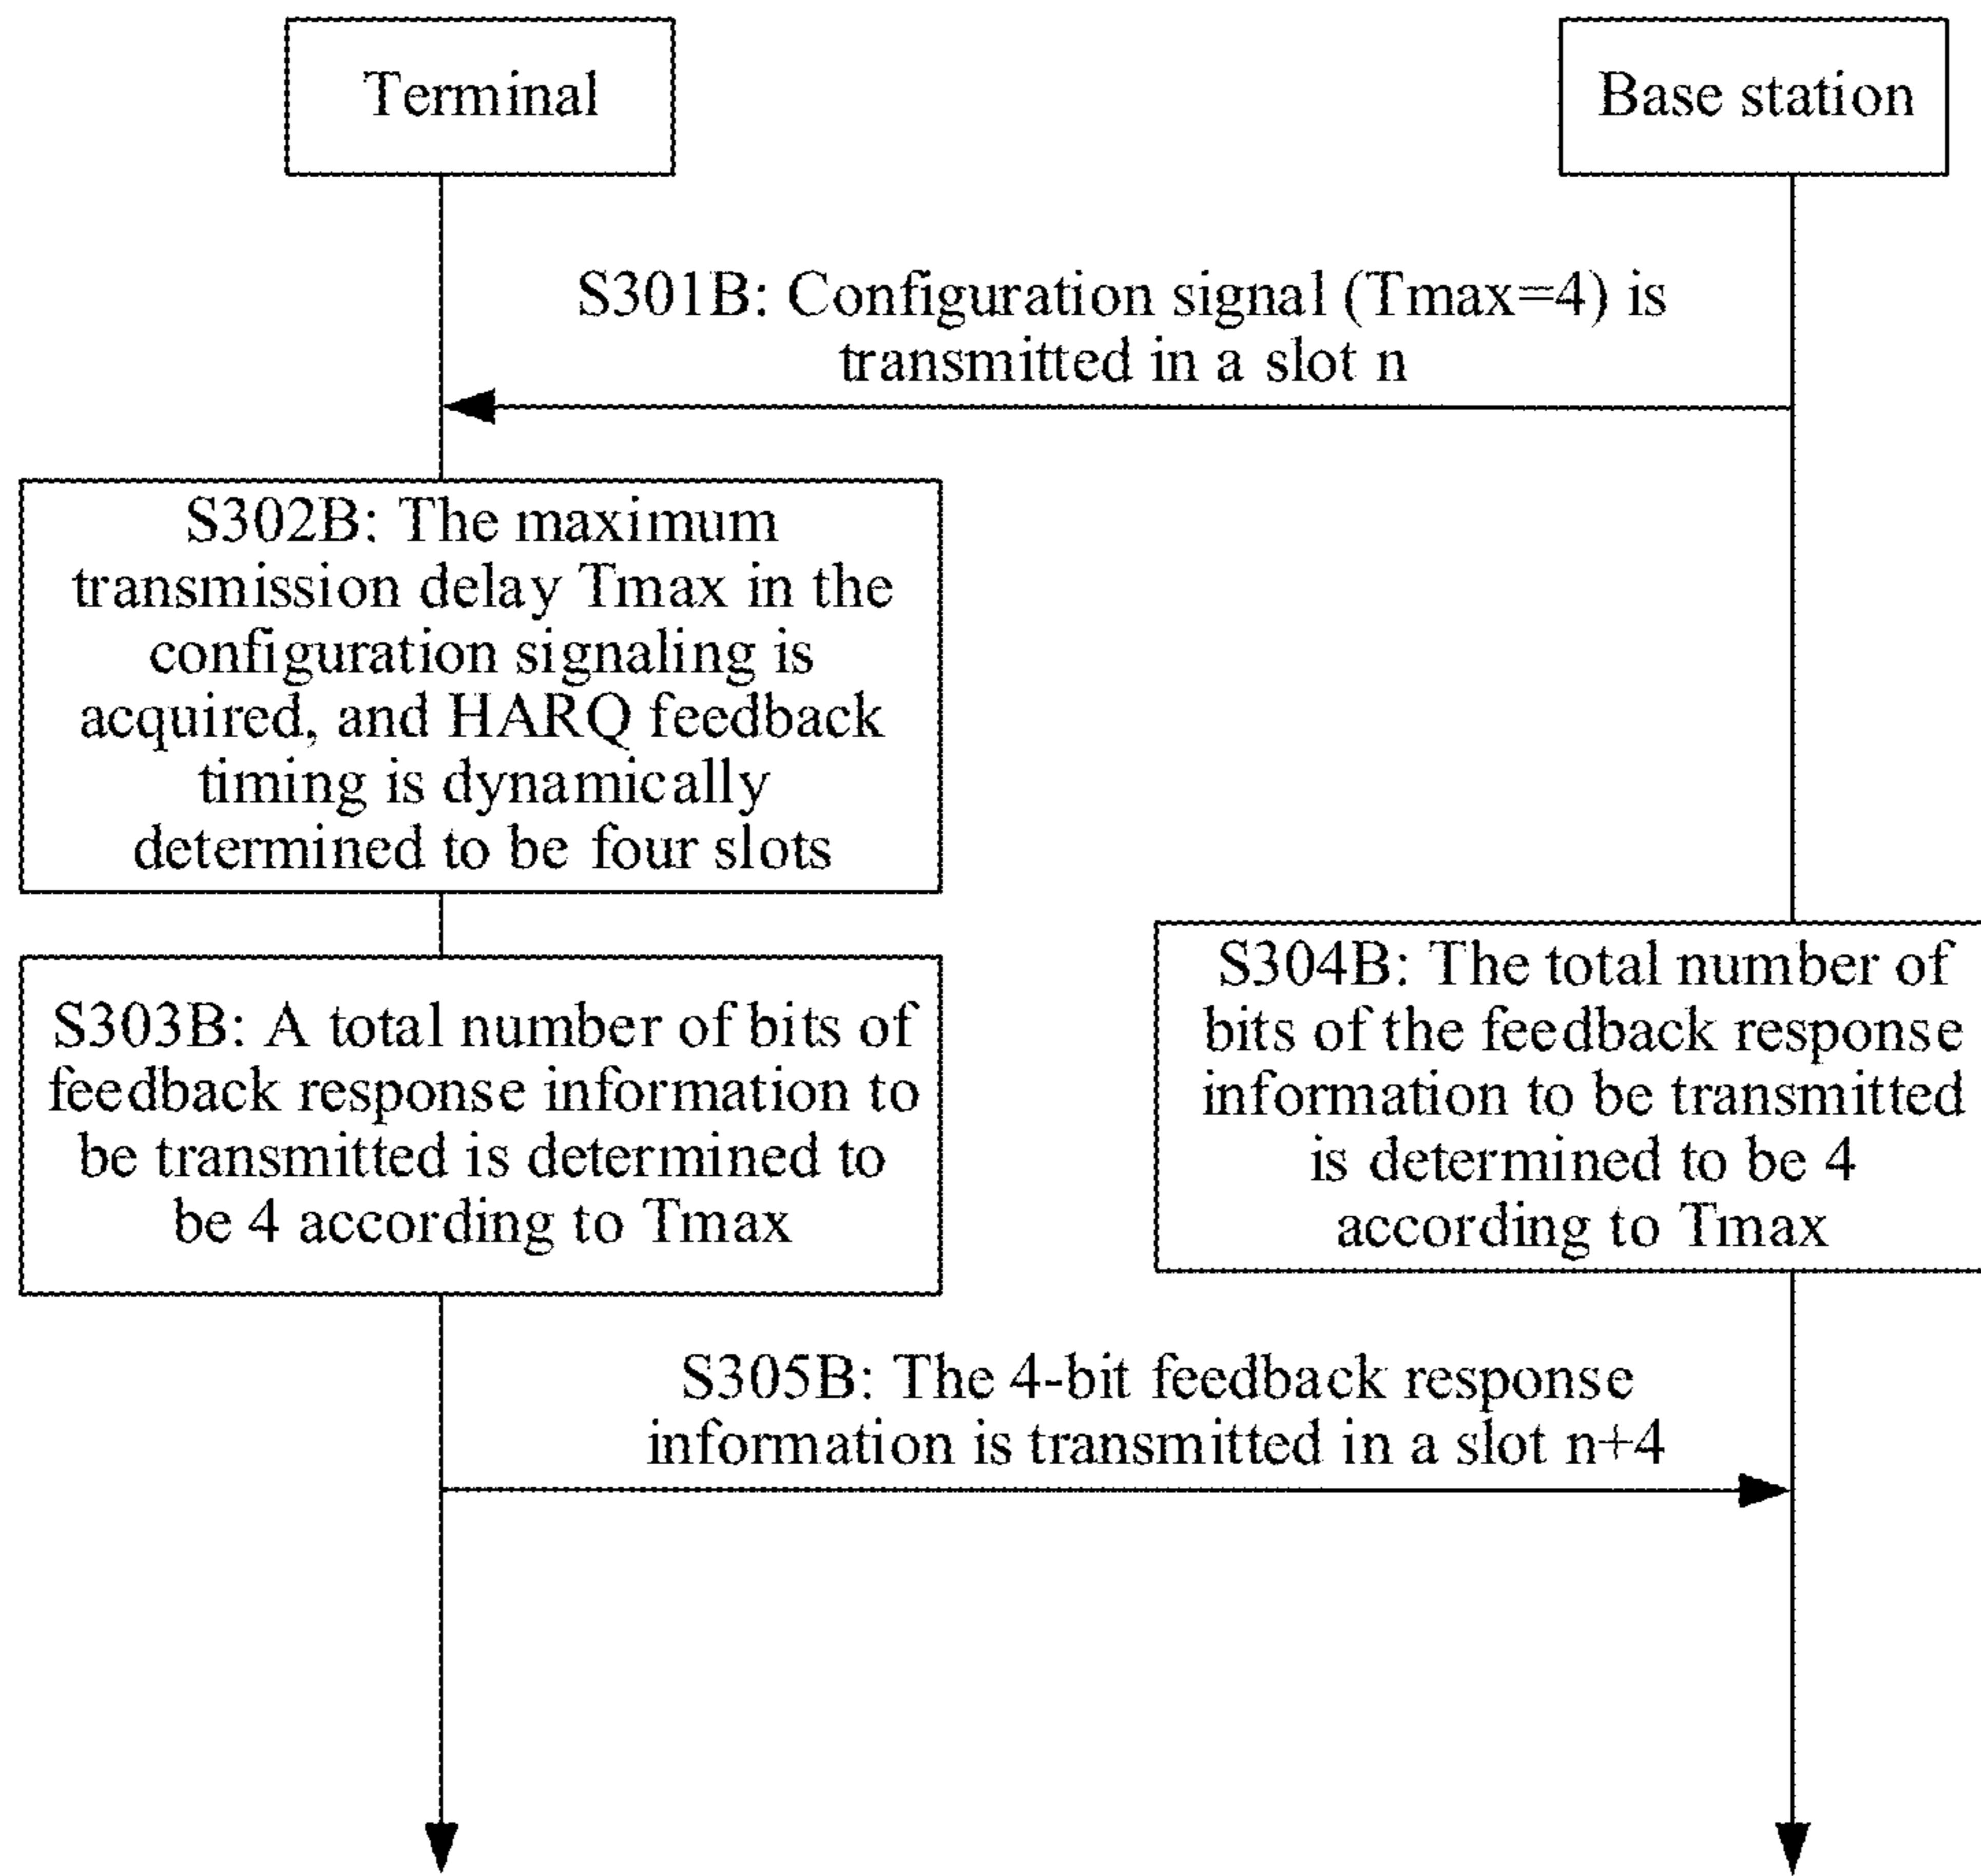 Terminal
Base station
S301B: Configuration signal (Tmax=4) is
transmitted in a slot n
S302B: The maximum
transmission delay Tmax in the
configuration signaling is
acquired, and HARQ feedback
timing is dynamically
determined to be four slots
S303B: A total number of bits of
feedback response information to
be transmitted is determined to
be 4 according to Tmax
S304B: The total number of
bits of the feedback response
information to be transmitted
is determined to be 4
according to Tmax
S305B: The 4-bit feedback response
information is transmitted in a slot n+4